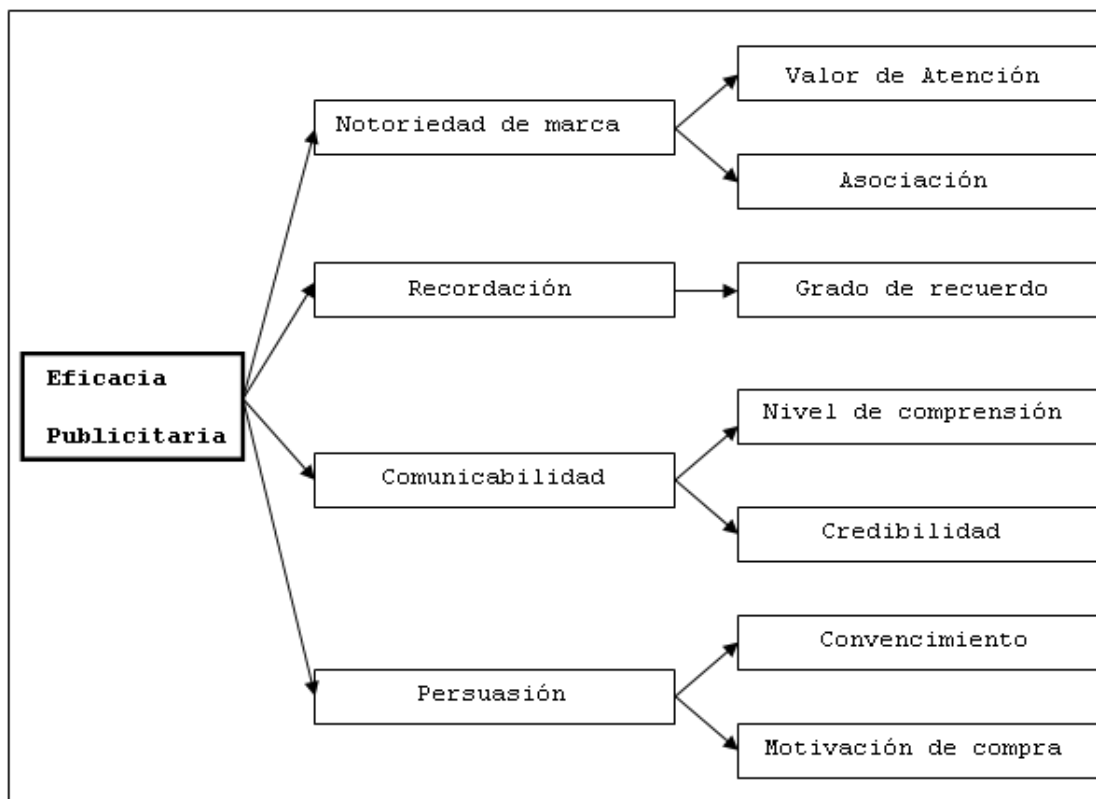 Valor de Atención
Notoriedad de marca
Asociación
Recordación
Grado de recuerdo
Eficacia
Publicitaria
Nivel de comprensión
Comunicabilidad
Credibilidad
Convencimiento
Persuasión
Motivación de compra